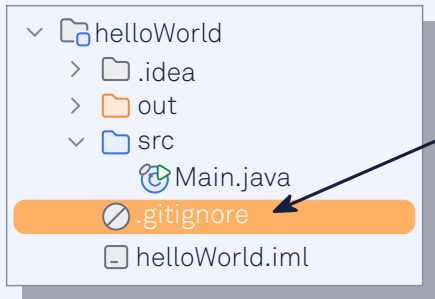 helloWorld
.idea
out
src
Main.java
.gitignore
helloWorld.iml